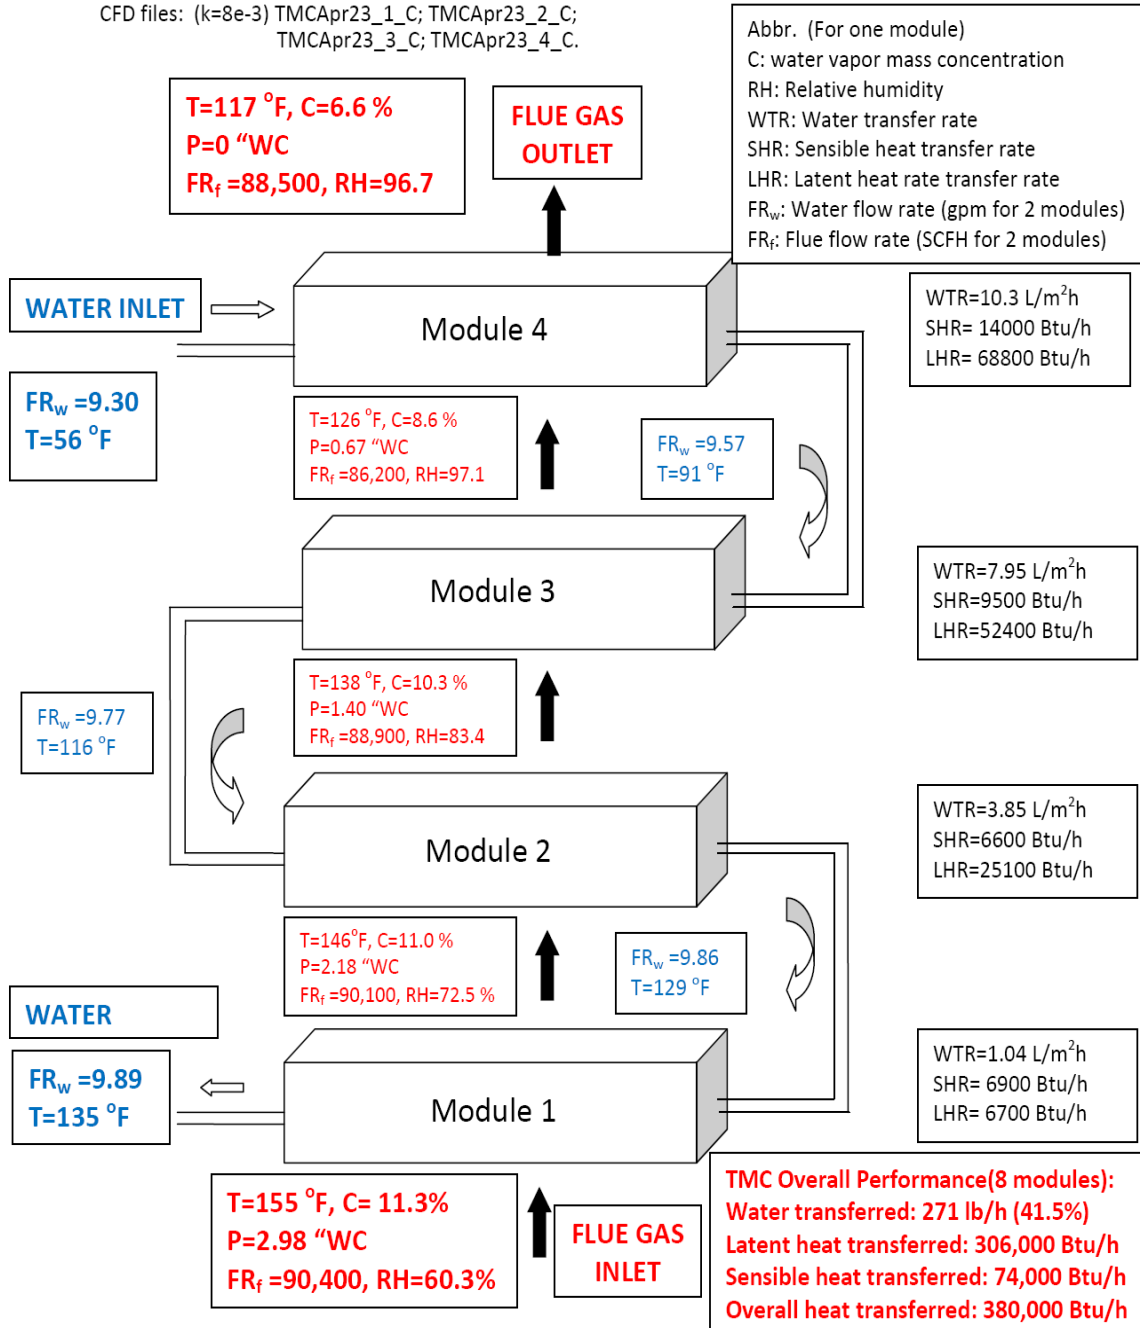 CFD files: (k=8e-3) TMCApr23_1_C; TMCApr23_2_C;
TMCApr23_3_C; TMCApr23_4_C.
Abbr. (For one module)
C: water vapor mass concentration
RH: Relative humidity
WTR: Water transfer rate
SHR: Sensible heat transfer rate
LHR: Latent heat rate transfer rate
FRw: Water flow rate (gpm for 2 modules)
FRf: Flue flow rate (SCFH for 2 modules)
T=117 °F, C=6.6 %
P=0 “WC
FRf =88,500, RH=96.7
FLUE GAS
OUTLET
WATER INLET
FRw =9.30
T=56 °F
Module 4
WTR=10.3 L/m²h
SHR= 14000 Btu/h
LHR= 68800 Btu/h
T=126 °F, C=8.6 %
P=0.67 “WC
FRf =86,200, RH=97.1
FRw =9.57
T=91 °F
Module 3
WTR=7.95 L/m²h
SHR=9500 Btu/h
LHR=52400 Btu/h
T=138 °F, C=10.3 %
P=1.40 “WC
FRf =88,900, RH=83.4
FRw =9.77
T=116 °F
Module 2
WTR=3.85 L/m²h
SHR=6600 Btu/h
LHR=25100 Btu/h
T=146°F, C=11.0 %
P=2.18 “WC
FRf =90,100, RH=72.5 %
FRw =9.86
T=129 °F
WATER
FRw =9.89
T=135 °F
Module 1
WTR=1.04 L/m²h
SHR= 6900 Btu/h
LHR= 6700 Btu/h
T=155 °F, C= 11.3%
P=2.98 “WC
FRf =90,400, RH=60.3%
FLUE GAS
INLET
TMC Overall Performance(8 modules):
Water transferred: 271 lb/h (41.5%)
Latent heat transferred: 306,000 Btu/h
Sensible heat transferred: 74,000 Btu/h
Overall heat transferred: 380,000 Btu/h